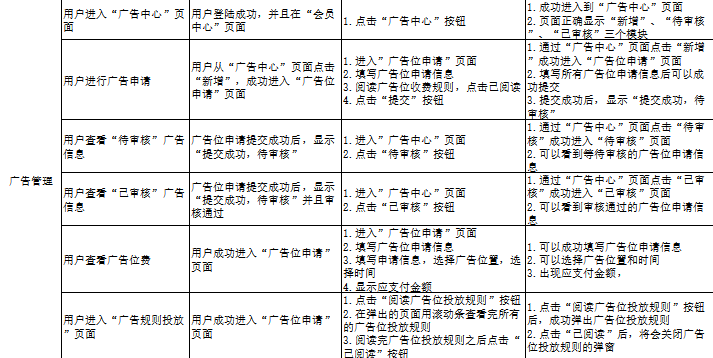 广告管理
用户进入“广告中心”页
面
用户登陆成功，并且在“会员
中心”页面
1.点击“广告中心”按钮
1.成功进入到“广告中心”页面
2.页面正确显示“新增”、“待审核
”、“已审核”三个模块
用户进行广告申请
用户从“广告中心”页面点击
“新增”，成功进入“广告位
申请”页面
1.进入”广告位申请”页面
2.填写广告位申请信息
3.阅读广告位收费规则，点击已阅读
4.点击“提交”按钮
1.通过“广告中心”页面点击“新
增”成功进入“广告位申请”页面
2.填写所有广告位申请信息后可以成
功提交
3.提交成功后，显示“提交成功，待
审核”
用户查看“待审核”广告
信息
广告位申请提交成功后，显示
“提交成功，待审核”
1.进入”广告中心”页面
2.点击“待审核”按钮
1.通过“广告中心”页面点击“待审
核”成功进入“待审核”页面
2.可以看到等待审核的广告位申请信
息
用户查看“已审核”广告
信息
广告位申请提交成功后，显示
“提交成功，待审核”并且审
核通过
1.进入”广告中心”页面
2.点击“已审核”按钮
1.通过“广告中心”页面点击“已审
核”成功进入“已审核”页面
2.可以看到审核通过的广告位申请信
息
用户查看广告位费
用户成功进入“广告位申请”
页面
1.进入”广告位申请”页面
2.填写广告位申请信息
3.填写申请信息，选择广告位置，选
择时间
4.显示应支付金额
1.可以成功填写广告位申请信息
2.可以选择广告位置和时间
3.出现应支付金额，
用户进入“广告规则投放
”页面
用户成功进入“广告位申请”
页面
1.点击“阅读广告位投放规则”按钮
2.在弹出的页面用滚动条查看完所有
的广告位投放规则
3.阅读完广告位投放规则之后点击“
已阅读”按钮
1.点击“阅读广告位投放规则”按钮
后，成功弹出广告位投放规则
2.点击“已阅读”后，将会关闭广告
位投放规则的弹窗